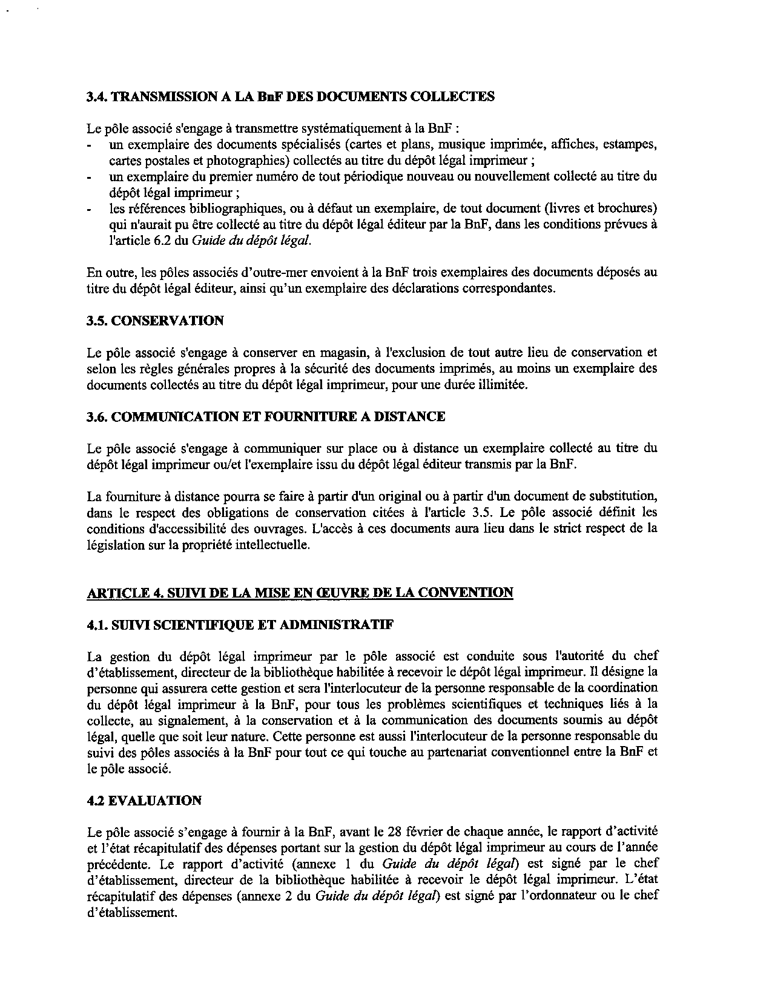 3.4. TRANSMISSION A LA BnF DES DOCUMENTS COLLECTES
Le pôle associé s'engage à transmettre systématiquement à la BnF :
- un exemplaire des documents spécialisés (cartes et plans, musique imprimée, affiches, estampes,
cartes postales et photographies) collectés au titre du dépôt légal imprimeur ;
- un exemplaire du premier numéro de tout périodique nouveau ou nouvellement collecté au titre du
dépôt légal imprimeur ;
- les références bibliographiques, ou à défaut un exemplaire, de tout document (livres et brochures)
qui n'aurait pu être collecté au titre du dépôt légal éditeur par la BnF, dans les conditions prévues à
l'article 6.2 du Guide du dépôt légal.
En outre, les pôles associés d’outre-mer envoient à la BnF trois exemplaires des documents déposés au
titre du dépôt légal éditeur, ainsi qu’un exemplaire des déclarations correspondantes.
3.5. CONSERVATION
Le pôle associé s'engage à conserver en magasin, à l'exclusion de tout autre lieu de conservation et
selon les règles générales propres à la sécurité des documents imprimés, au moins un exemplaire des
documents collectés au titre du dépôt légal imprimeur, pour une durée illimitée.
3.6. COMMUNICATION ET FOURNITURE A DISTANCE
Le pôle associé s'engage à communiquer sur place ou à distance un exemplaire collecté au titre du
dépôt légal imprimeur ou/et l'exemplaire issu du dépôt légal éditeur transmis par la BnF.
La fourniture à distance pourra se faire à partir d'un original ou à partir d'un document de substitution,
dans le respect des obligations de conservation citées à l'article 3.5. Le pôle associé définit les
conditions d'accessibilité des ouvrages. L'accès à ces documents aura lieu dans le strict respect de la
législation sur la propriété intellectuelle.
ARTICLE 4. SUIVI DE LA MISE EN ŒUVRE DE LA CONVENTION
4.1. SUIVI SCIENTIFIQUE ET ADMINISTRATIF
La gestion du dépôt légal imprimeur par le pôle associé est conduite sous l'autorité du chef
d’établissement, directeur de la bibliothèque habilitée à recevoir le dépôt légal imprimeur. Il désigne la
personne qui assurera cette gestion et sera l'interlocuteur de la personne responsable de la coordination
du dépôt légal imprimeur à la BnF, pour tous les problèmes scientifiques et techniques liés à la
collecte, au signalement, à la conservation et à la communication des documents soumis au dépôt
légal, quelle que soit leur nature. Cette personne est aussi l'interlocuteur de la personne responsable du
suivi des pôles associés à la BnF pour tout ce qui touche au partenariat conventionnel entre la BnF et
le pôle associé.
4.2 EVALUATION
Le pôle associé s’engage à fournir à la BnF, avant le 28 février de chaque année, le rapport d’activité
et l’état récapitulatif des dépenses portant sur la gestion du dépôt légal imprimeur au cours de l’année
précédente. Le rapport d’activité (annexe 1 du Guide du dépôt légal) est signé par le chef
d’établissement, directeur de la bibliothèque habilitée à recevoir le dépôt légal imprimeur. L’état
récapitulatif des dépenses (annexe 2 du Guide du dépôt légal) est signé par l’ordonnateur ou le chef
d’établissement.